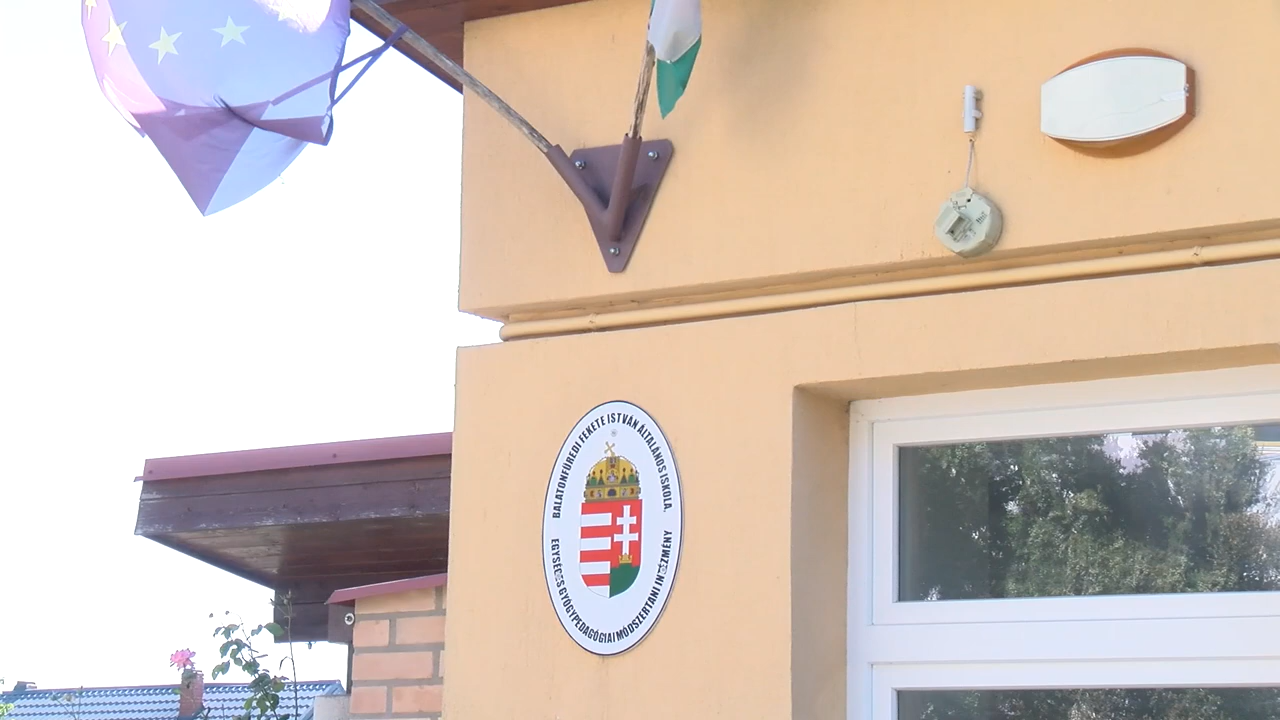 BALATONFÜREDI FEKETE ISTVÁN ÁLTALÁNOS ISKOLA,
EGYSÉGES GYÓGYPEDAGÓGIAI MÓDSZERTANI INTÉZMÉNY